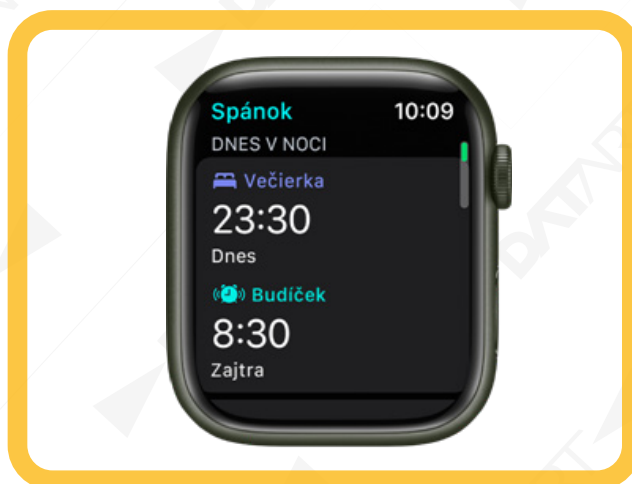 Spánok 10:09
DNES V NOCI
Večierka
23:30
Dnes
Budíček
8:30
Zajtra